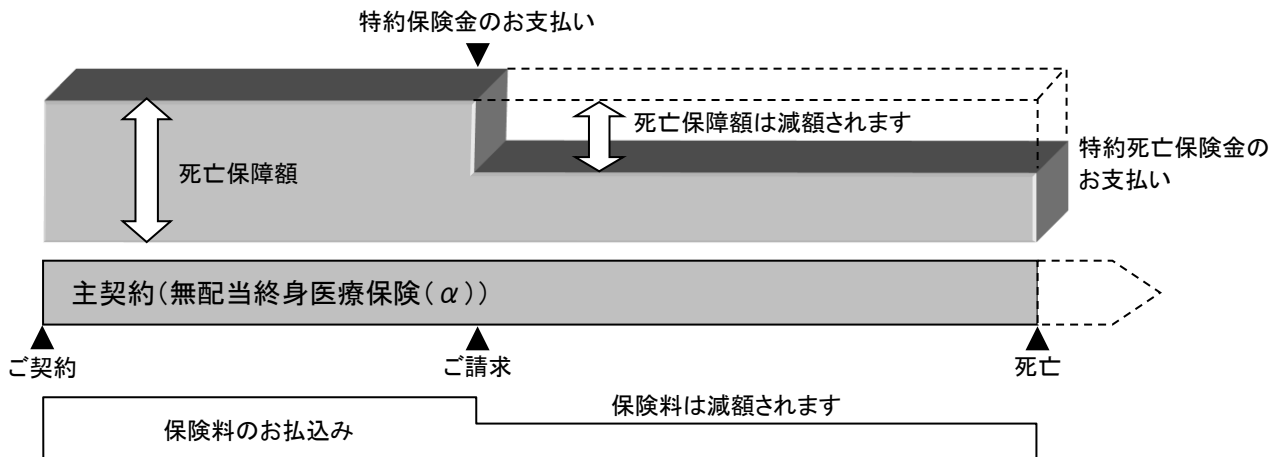 特約保険金のお支払い
死亡保障額は減額されます
死亡保障額
特約死亡保険金の
お支払い
主契約(無配当終身医療保険(α))
ご契約
ご請求
死亡
保険料は減額されます
保険料のお払込み